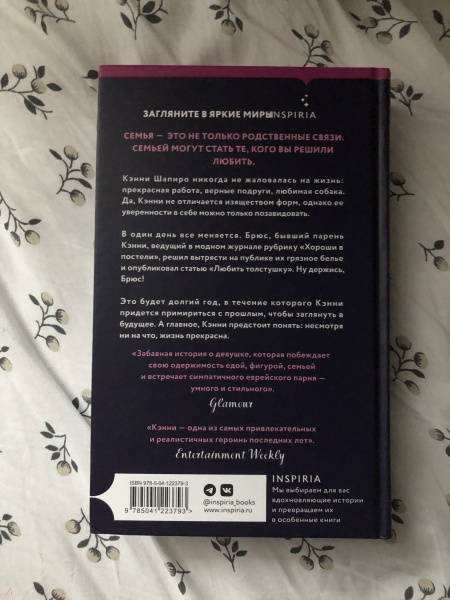 ЗАГЛЯНИТЕ В ЯРКИЕ МИРЫ INSPIRIA
СЕМЬЯ — ЭТО НЕ ТОЛЬКО РОДСТВЕННЫЕ СВЯЗИ.
СЕМЬЕЙ МОГУТ СТАТЬ ТЕ, КОГО ВЫ РЕШИЛИ
ЛЮБИТЬ.
Кэнни Шапиро никогда не жаловалась на жизнь:
прекрасная работа, верные подруги, любимая собака.
Да, Кэнни не отличается изяществом форм, однако ее
уверенности в себе можно только позавидовать.
В один день все меняется. Брюс, бывший парень
Кэнни, ведущий в модном журнале рубрику «Хороши в
постели», решил вытрясти на публике их грязное белье
и опубликовал статью «Любить толстушку». Ну держись,
Брюс!
Это будет долгий год, в течение которого Кэнни
придется примириться с прошлым, чтобы заглянуть в
будущее. А главное, Кэнни предстоит понять: несмотря
ни на что, жизнь прекрасна.
«Забавная история о девушке, которая побеждает
свою одержимость едой, фигурой, семьей
и встречает симпатичного еврейского парня —
умного и стильного».
Glamour
«Кэнни — одна из самых привлекательных
и реалистичных героинь последних лет».
Entertainment Weekly
ISBN 978-5-04-122379-3
9 785041 223793 >
@inspiria_books
www.inspiria.ru
INSPIRIA
Мы выбираем для вас
вдохновляющие истории
и превращаем их
в особенные книги